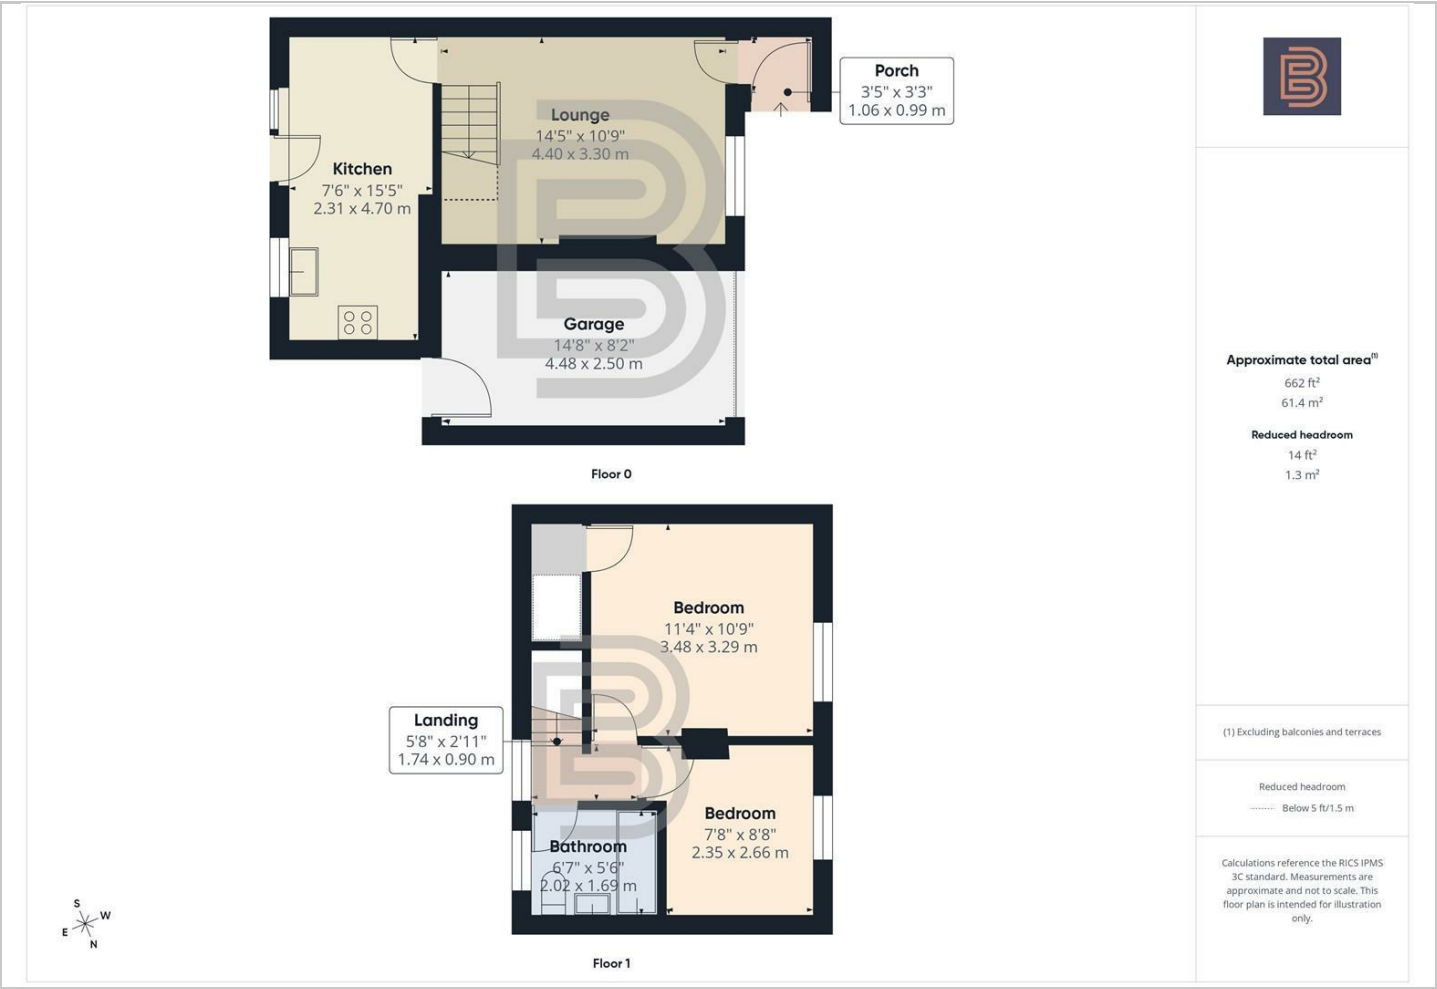 Porch
3'5" x 3'3"
1.06 x 0.99 m
Lounge
14'5" x 10'9"
4.40 x 3.30 m
Kitchen
7'6" x 15'5"
2.31 x 4.70 m
Garage
14'8" x 8'2"
4.48 x 2.50 m
Floor 0
Bedroom
11'4" x 10'9"
3.48 x 3.29 m
Landing
5'8" x 2'11"
1.74 x 0.90 m
Bedroom
7'8" x 8'8"
2.35 x 2.66 m
Bathroom
6'7" x 5'6"
2.02 x 1.69 m
Floor 1
S
W
E
N
B
Approximate total area(1)
662 ft²
61.4 m²
Reduced headroom
14 ft²
1.3 m²
(1) Excluding balconies and terraces
Reduced headroom
Below 5 ft/1.5 m
Calculations reference the RICS IPMS
3C standard. Measurements are
approximate and not to scale. This
floor plan is intended for illustration
only.